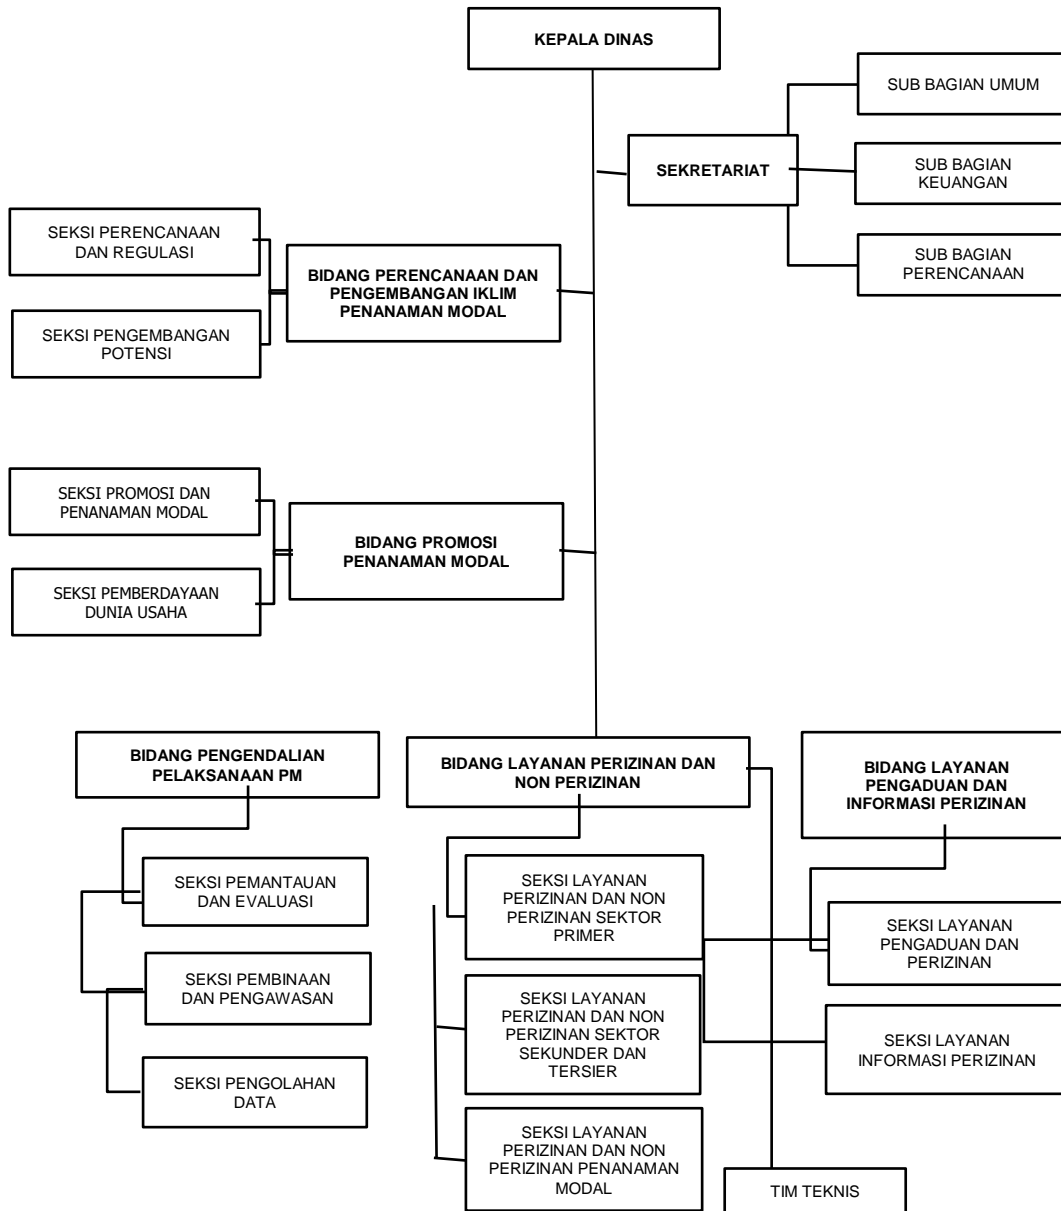 KEPALA DINAS
SUB BAGIAN UMUM
SEKRETARIAT
SUB BAGIAN
KEUANGAN
SUB BAGIAN
PERENCANAAN
SEKSI PERENCANAAN
DAN REGULASI
BIDANG PERENCANAAN DAN
PENGEMBANGAN IKLIM
PENANAMAN MODAL
SEKSI PENGEMBANGAN
POTENSI
SEKSI PROMOSI DAN
PENANAMAN MODAL
BIDANG PROMOSI
PENANAMAN MODAL
SEKSI PEMBERDAYAAN
DUNIA USAHA
BIDANG PENGENDALIAN
PELAKSANAAN PM
BIDANG LAYANAN PERIZINAN DAN
NON PERIZINAN
BIDANG LAYANAN
PENGADUAN DAN
INFORMASI PERIZINAN
SEKSI PEMANTAUAN
DAN EVALUASI
SEKSI PEMBINAAN
DAN PENGAWASAN
SEKSI PENGOLAHAN
DATA
SEKSI LAYANAN
PERIZINAN DAN NON
PERIZINAN SEKTOR
PRIMER
SEKSI LAYANAN
PERIZINAN DAN NON
PERIZINAN SEKTOR
SEKUNDER DAN
TERSIER
SEKSI LAYANAN
PERIZINAN DAN NON
PERIZINAN PENANAMAN
MODAL
SEKSI LAYANAN
PENGADUAN DAN
PERIZINAN
SEKSI LAYANAN
INFORMASI PERIZINAN
TIM TEKNIS